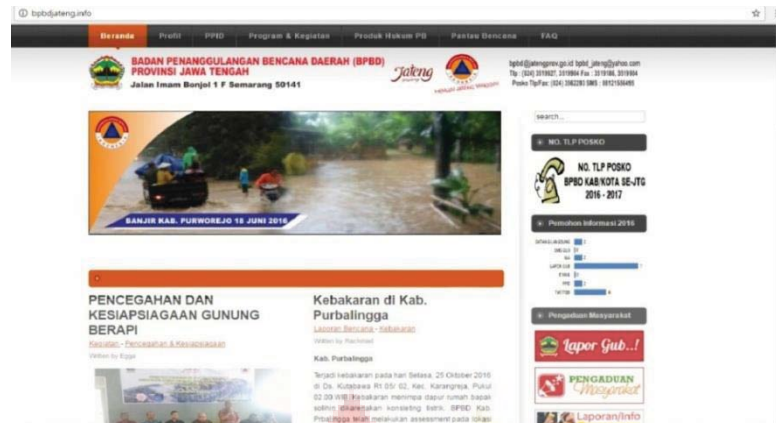 bpbdjateng.info
Beranda Profil PPID Program & Kegiatan Produk Hukum PB Pantau Bencana FAQ
BADAN PENANGGULANGAN BENCANA DAERAH (BPBD)
PROVINSI JAWA TENGAH
Jalan Imam Bonjol 1 F Semarang 50141
Jateng
search...
NO. TLP POSKO
NO. TLP POSKO
BPBD KAB/KOTA SE-JTG
2016 - 2017
BANJIR KAB. PURWOREJO 18 JUNI 2016
Pemohon Informasi 2016
Pengaduan Masyarakat
Lapor Gub..!
PENGADUAN
Masyarakat
Laporan/Info
PENCEGAHAN DAN
KESIAPSIAGAAN GUNUNG
BERAPI
Kegiatan - Pencegahan & Kesiapsiagaan
Written by Egga
Kebakaran di Kab.
Purbalingga
Laporan Bencana - Kebakaran
Written by Rachmad
Kab. Purbalingga
Terjadi kebakaran pada hari Selasa, 25 Oktober 2016
di Ds. Kutabawa Rt 05/ 02, Kec. Karangreja, Pukul
02.00 WIB. Kebakaran menimpa dapur rumah bapak
solihin dikarenakan konsleting listrik. BPBD Kab.
telah melakukan assessment pada lokasi